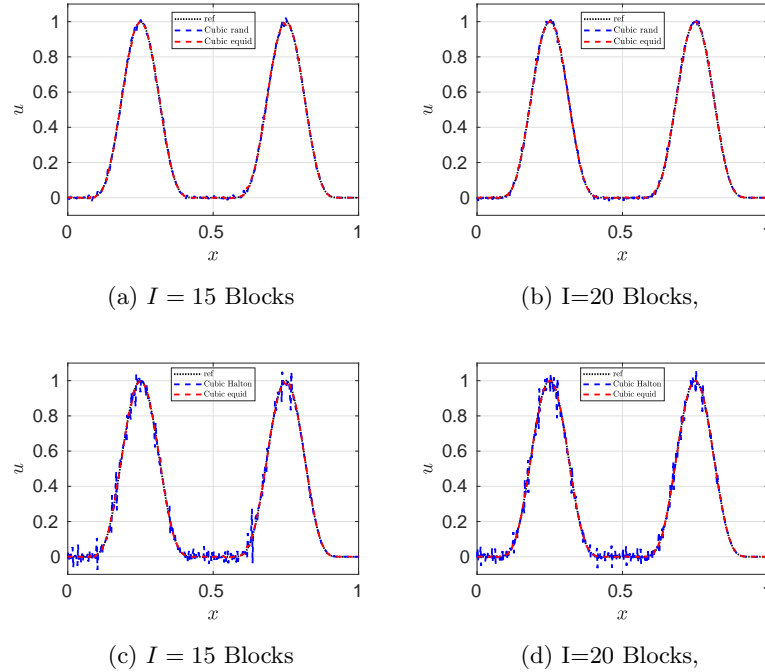 ref
Cubic rand
Cubic equid
1
0.8
0.6
0.4
0.2
0
u
0
0.5
1
x
(a) I = 15 Blocks
ref
Cubic rand
Cubic equid
1
0.8
0.6
0.4
0.2
0
u
0
0.5
1
x
(b) I=20 Blocks,
ref
Cubic Halton
Cubic equid
1
0.8
0.6
0.4
0.2
0
u
0
0.5
1
x
(c) I = 15 Blocks
ref
Cubic Halton
Cubic equid
1
0.8
0.6
0.4
0.2
0
u
0
0.5
1
x
(d) I=20 Blocks,